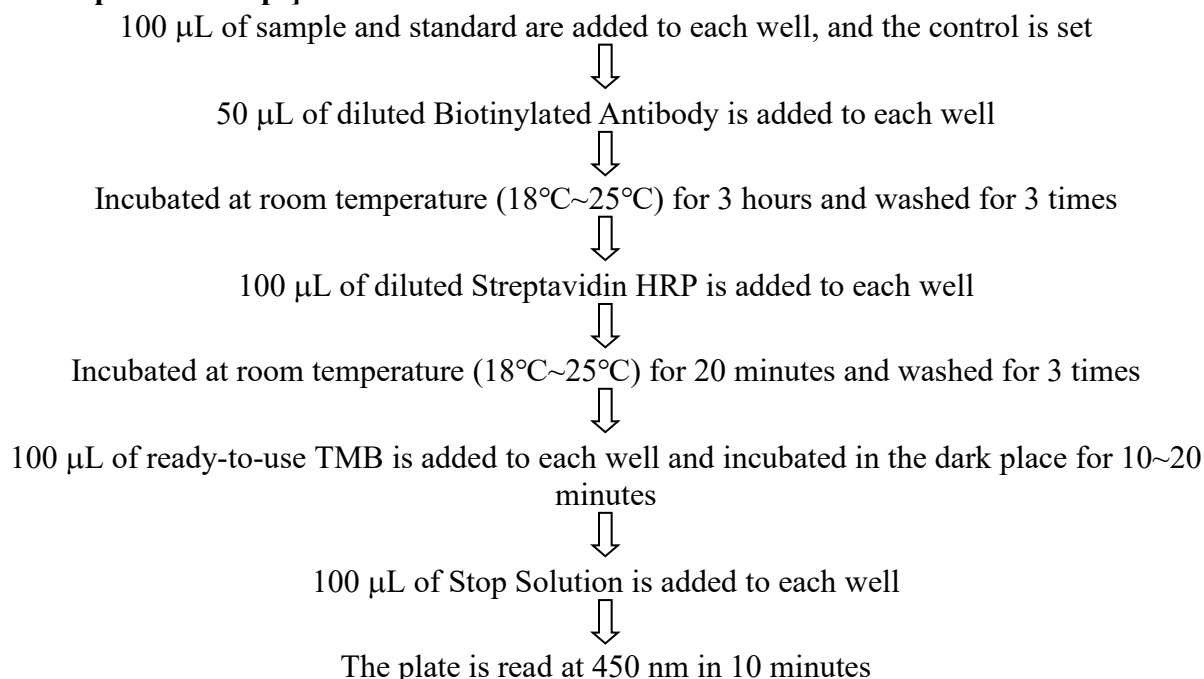 100 μL of sample and standard are added to each well, and the control is set
50 μL of diluted Biotinylated Antibody is added to each well
Incubated at room temperature (18℃~25℃) for 3 hours and washed for 3 times
100 μL of diluted Streptavidin HRP is added to each well
Incubated at room temperature (18℃~25℃) for 20 minutes and washed for 3 times
100 μL of ready-to-use TMB is added to each well and incubated in the dark place for 10~20
minutes
100 μL of Stop Solution is added to each well
The plate is read at 450 nm in 10 minutes